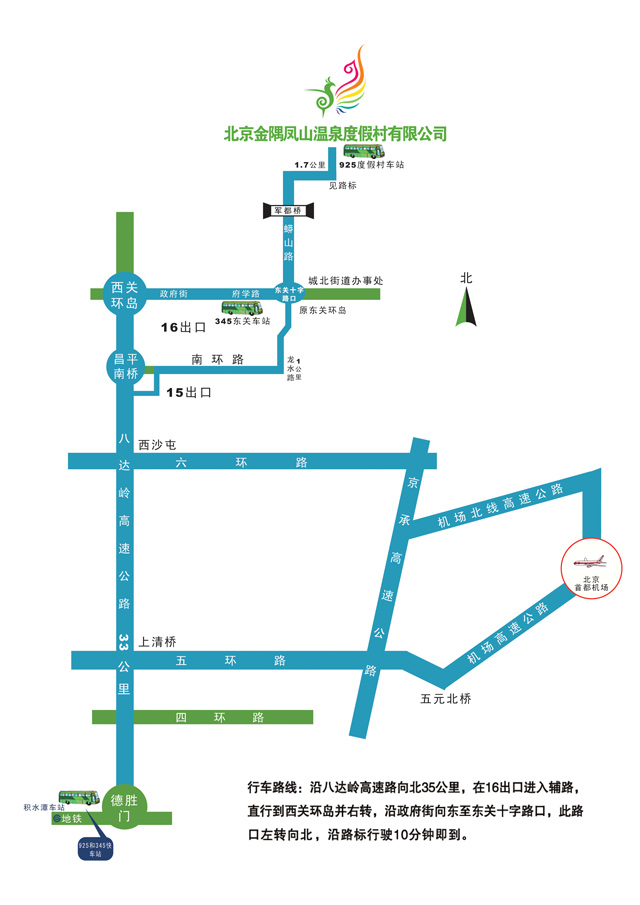 北京金隅凤山温泉度假村有限公司
1.7公里
925度假村车站
见路标
军都桥
蟒山路
城北街道办事处
北
西关
环岛
政府街
府学路
东关十字
路口
原东关环岛
345东关车站
16出口
昌平
南桥
南环路
龙水路
1公里
15出口
八达岭高速公路33公里
西沙屯
六环路
京承高速公路
机场北线高速公路
北京
首都机场
机场高速公路
上清桥
五环路
五元北桥
四环路
德胜
门
积水潭车站
地铁
925和345快
车站
行车路线：沿八达岭高速路向北35公里，在16出口进入辅路，
直行到西关环岛并右转，沿政府街向东至东关十字路口，此路
口左转向北，沿路标行驶10分钟即到。